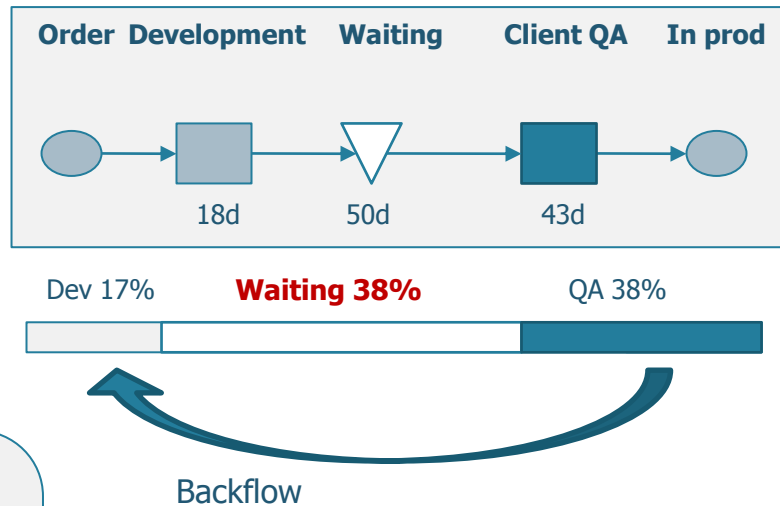 Order Development Waiting Client QA In prod
18d 50d 43d
Dev 17% Waiting 38% QA 38%
Backflow